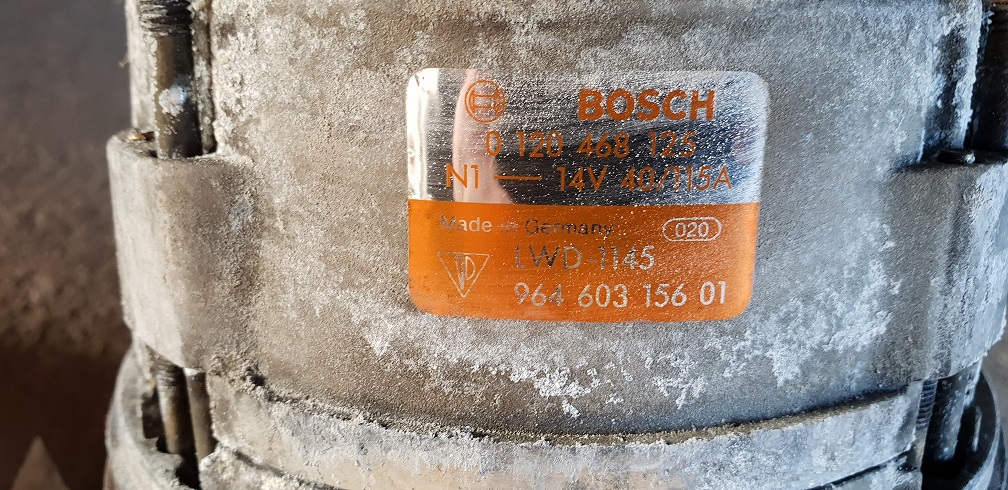 BOSCH
0 120 468 125
N1 — 14V 40/115A
Made in Germany 020
LWD-1145
964 603 156 01